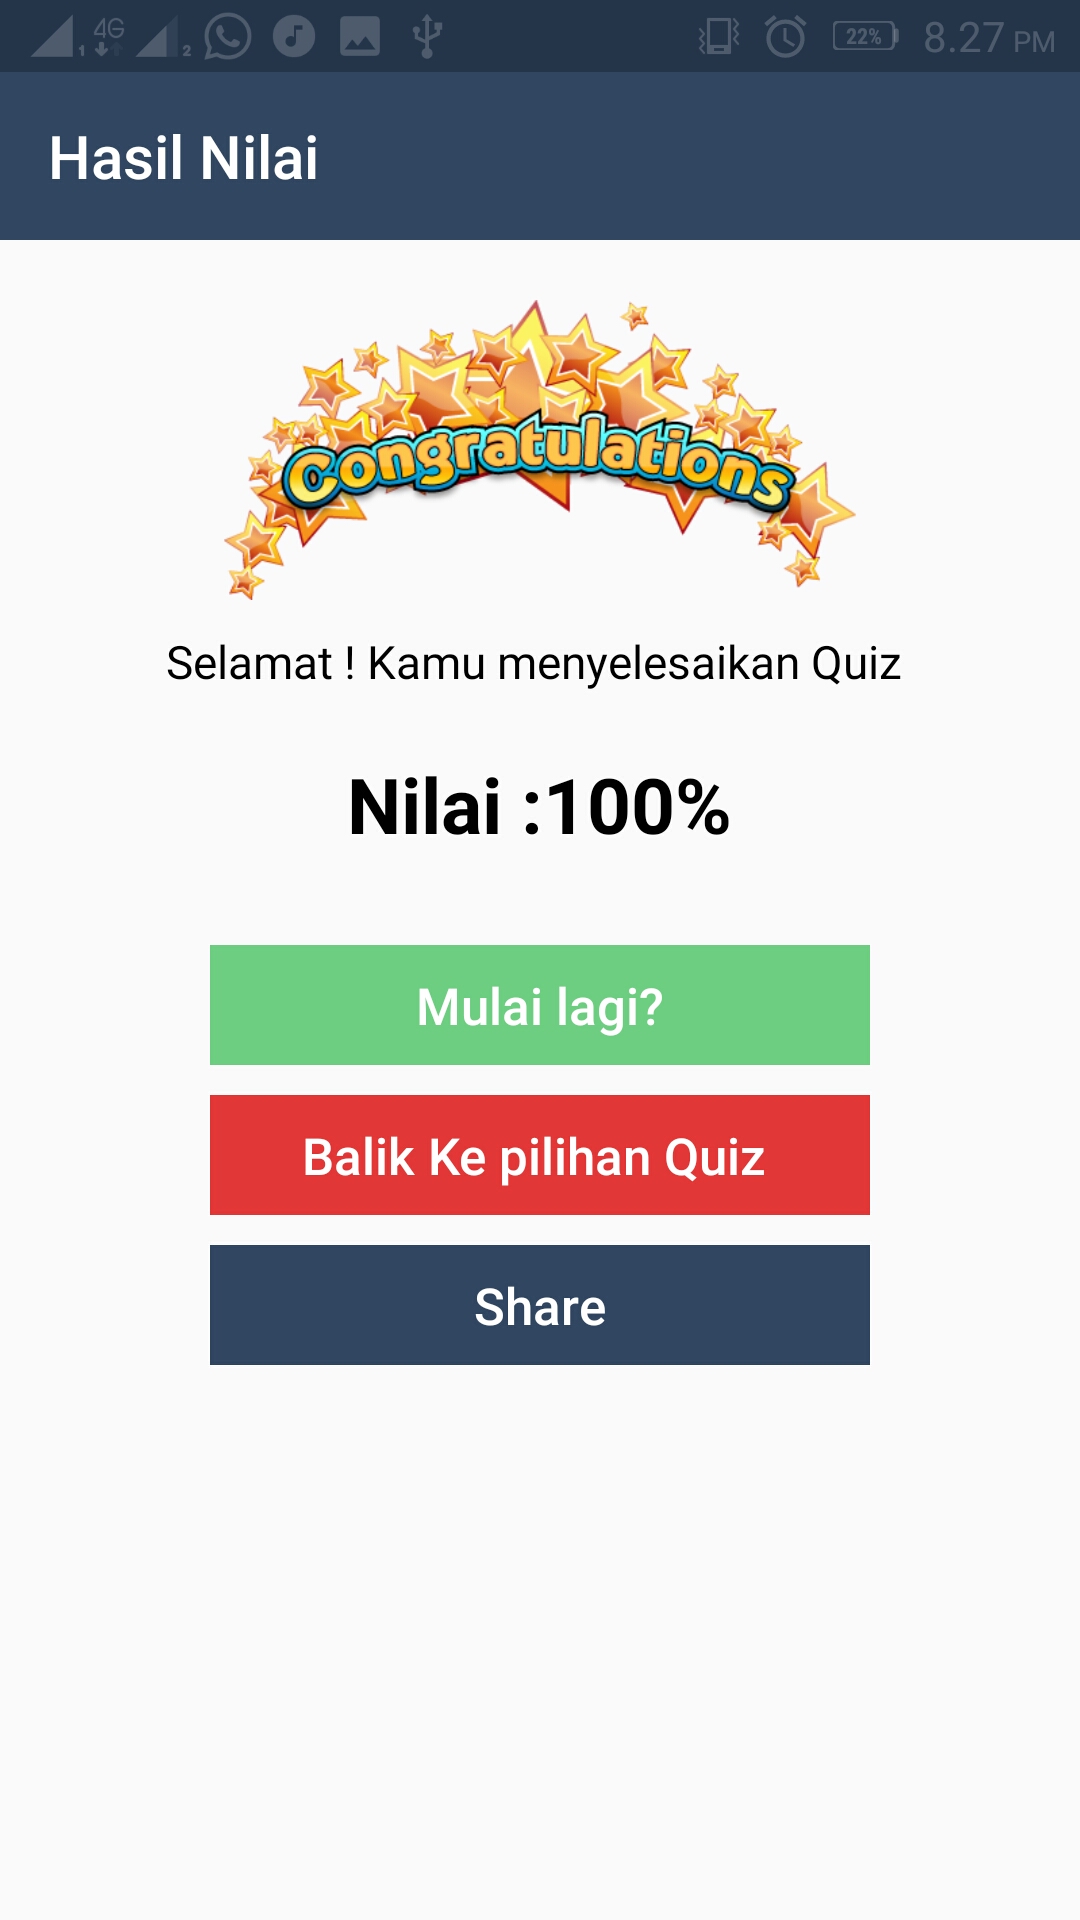 1 4G 2 22% 8.27 PM
Hasil Nilai
Congratulations
Selamat ! Kamu menyelesaikan Quiz
Nilai :100%
Mulai lagi?
Balik Ke pilihan Quiz
Share